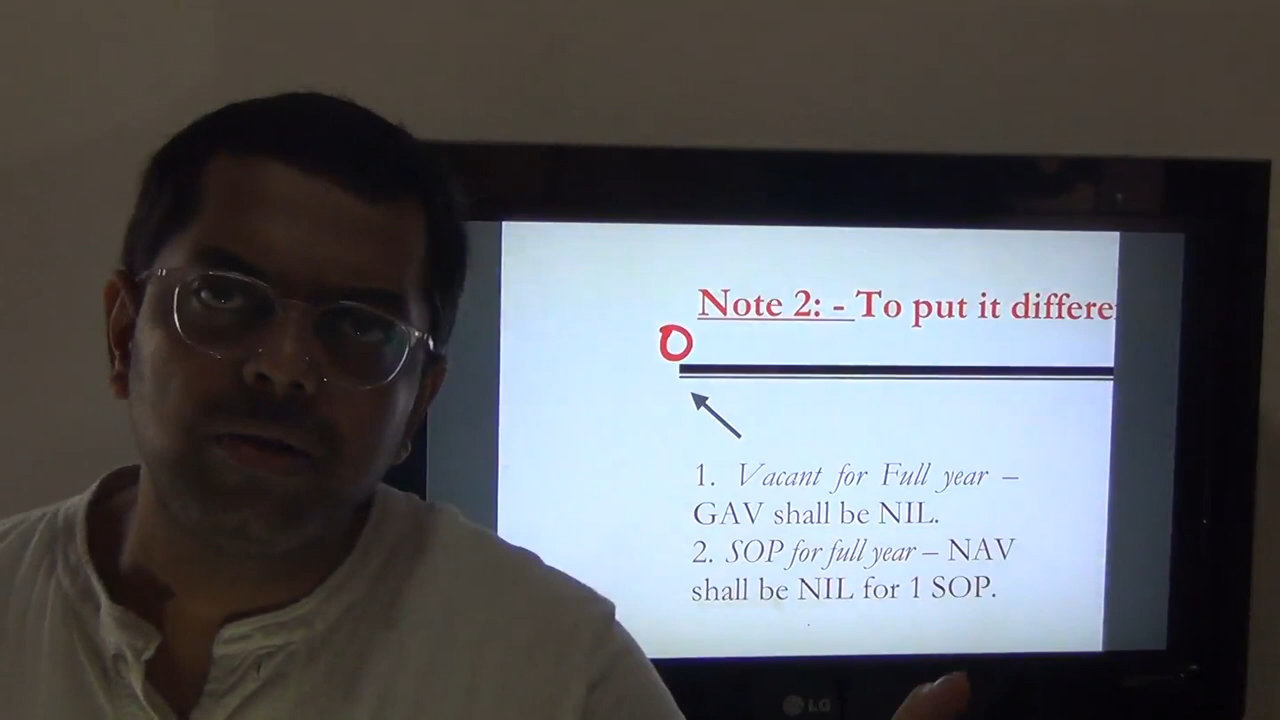 Note 2: - To put it differe
O
1. Vacant for Full year –
GAV shall be NIL.
2. SOP for full year – NAV
shall be NIL for 1 SOP.
LG